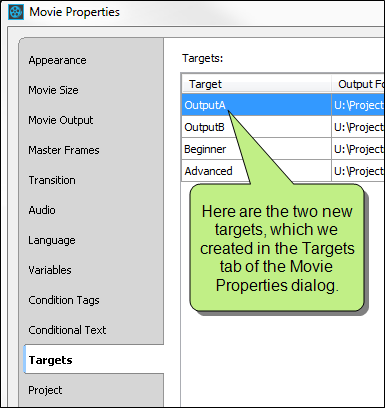 Movie Properties
Appearance
Movie Size
Movie Output
Master Frames
Transition
Audio
Language
Variables
Condition Tags
Conditional Text
Targets
Project
Targets:
Target Output Fo
OutputA U:\Project
OutputB U:\Project
Beginner U:\Project
Advanced U:\Project
Here are the two new
targets, which we
created in the Targets
tab of the Movie
Properties dialog.